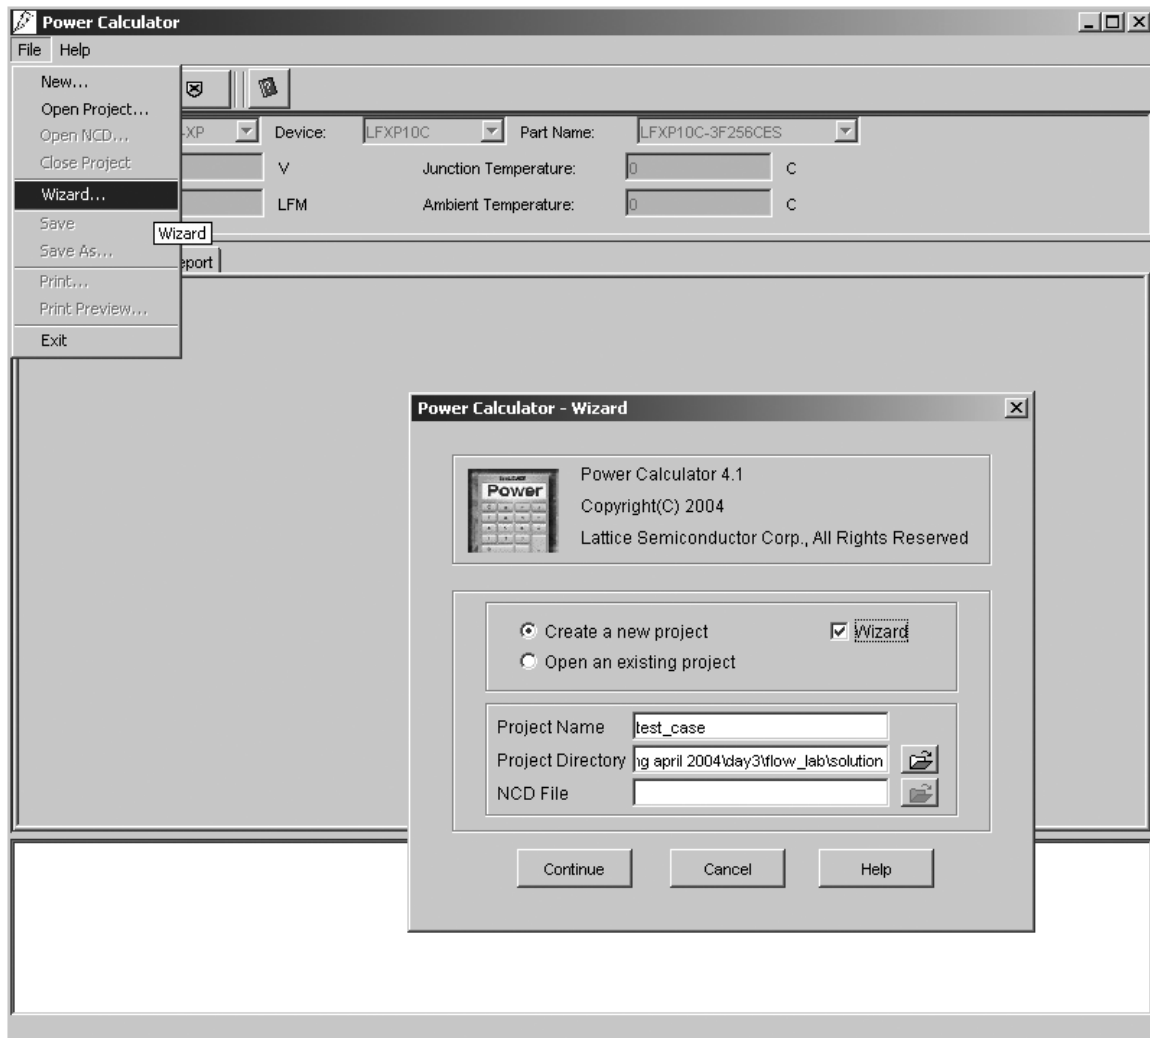 Power Calculator
File Help
New...
Open Project...
Open NCD...
Close Project
Wizard...
Save
Save As...
Print...
Print Preview...
Exit
Wizard
-XP Device: LFXP10C Part Name: LFXP10C-3F256CES
V Junction Temperature: 0 C
LFM Ambient Temperature: 0 C
eport
Power Calculator - Wizard
Power
Power Calculator 4.1
Copyright(C) 2004
Lattice Semiconductor Corp., All Rights Reserved
Create a new project Wizard
Open an existing project
Project Name test_case
Project Directory ng april 2004\day3\flow_lab\solution
NCD File
Continue Cancel Help